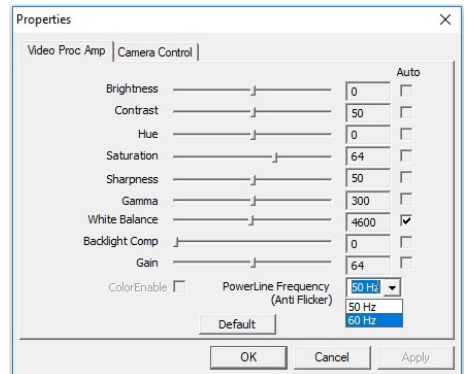 Properties
Video Proc Amp Camera Control
Auto
Brightness 0
Contrast 50
Hue 0
Saturation 64
Sharpness 50
Gamma 300
White Balance 4600
Backlight Comp 0
Gain 64
ColorEnable PowerLine Frequency 50 Hz
(Anti Flicker)
50 Hz
60 Hz
Default
OK Cancel Apply